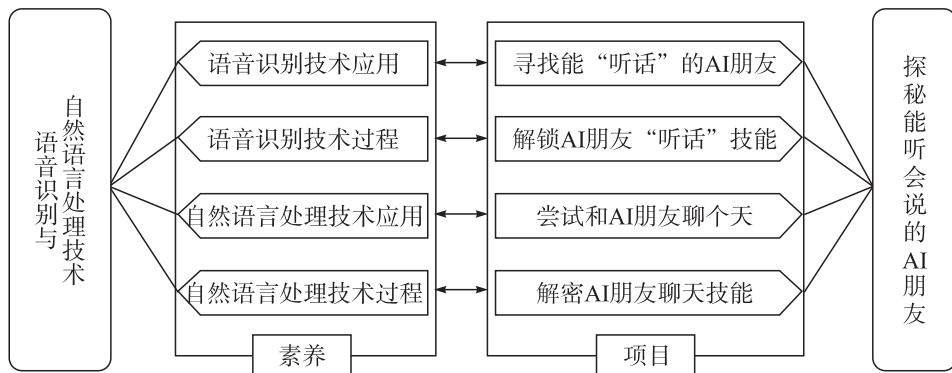 语音识别与
自然语言处理技术
语音识别技术应用
寻找能“听话”的AI朋友
语音识别技术过程
解锁AI朋友“听话”技能
自然语言处理技术应用
尝试和AI朋友聊个天
自然语言处理技术过程
解密AI朋友聊天技能
素养
项目
探秘能听会说的AI朋友